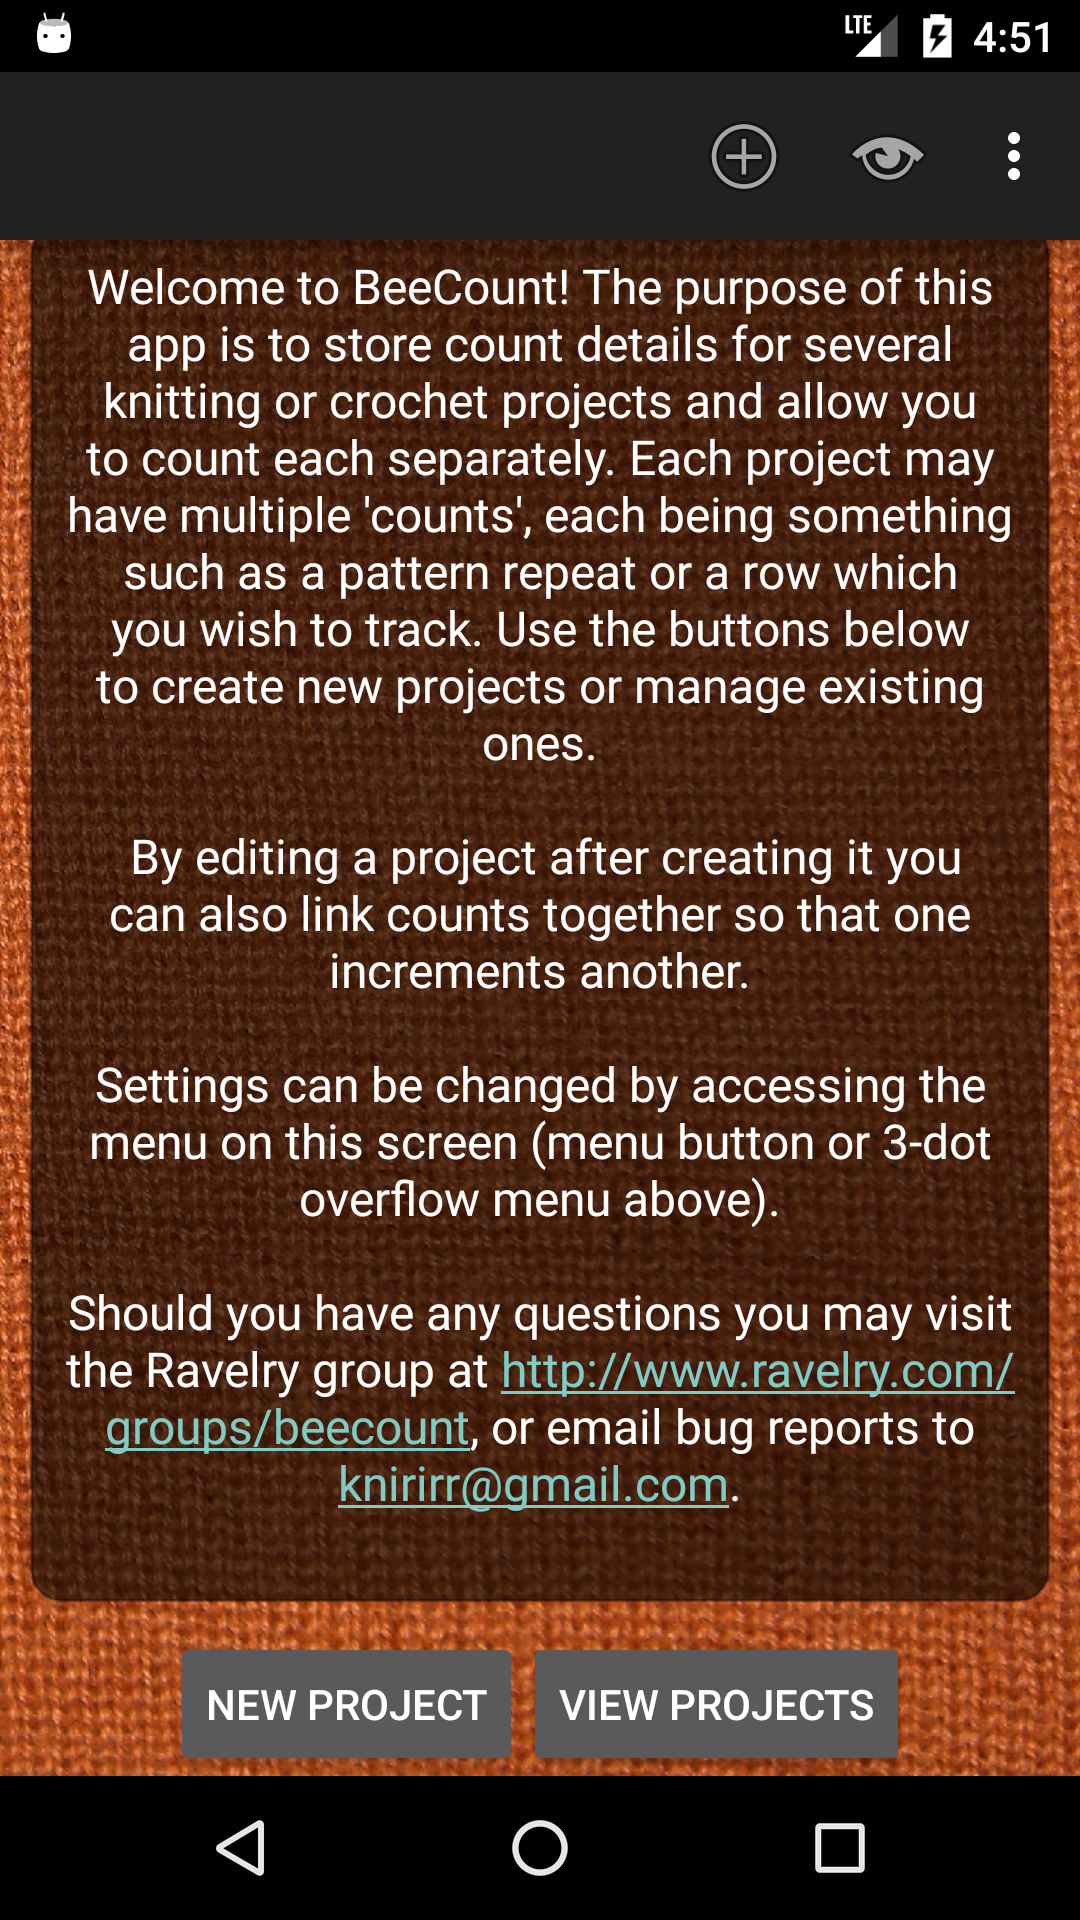 LTE 4:51
Welcome to BeeCount! The purpose of this
app is to store count details for several
knitting or crochet projects and allow you
to count each separately. Each project may
have multiple 'counts', each being something
such as a pattern repeat or a row which
you wish to track. Use the buttons below
to create new projects or manage existing
ones.
By editing a project after creating it you
can also link counts together so that one
increments another.
Settings can be changed by accessing the
menu on this screen (menu button or 3-dot
overflow menu above).
Should you have any questions you may visit
the Ravelry group at http://www.ravelry.com/
groups/beecount, or email bug reports to
knirirr@gmail.com.
NEW PROJECT VIEW PROJECTS